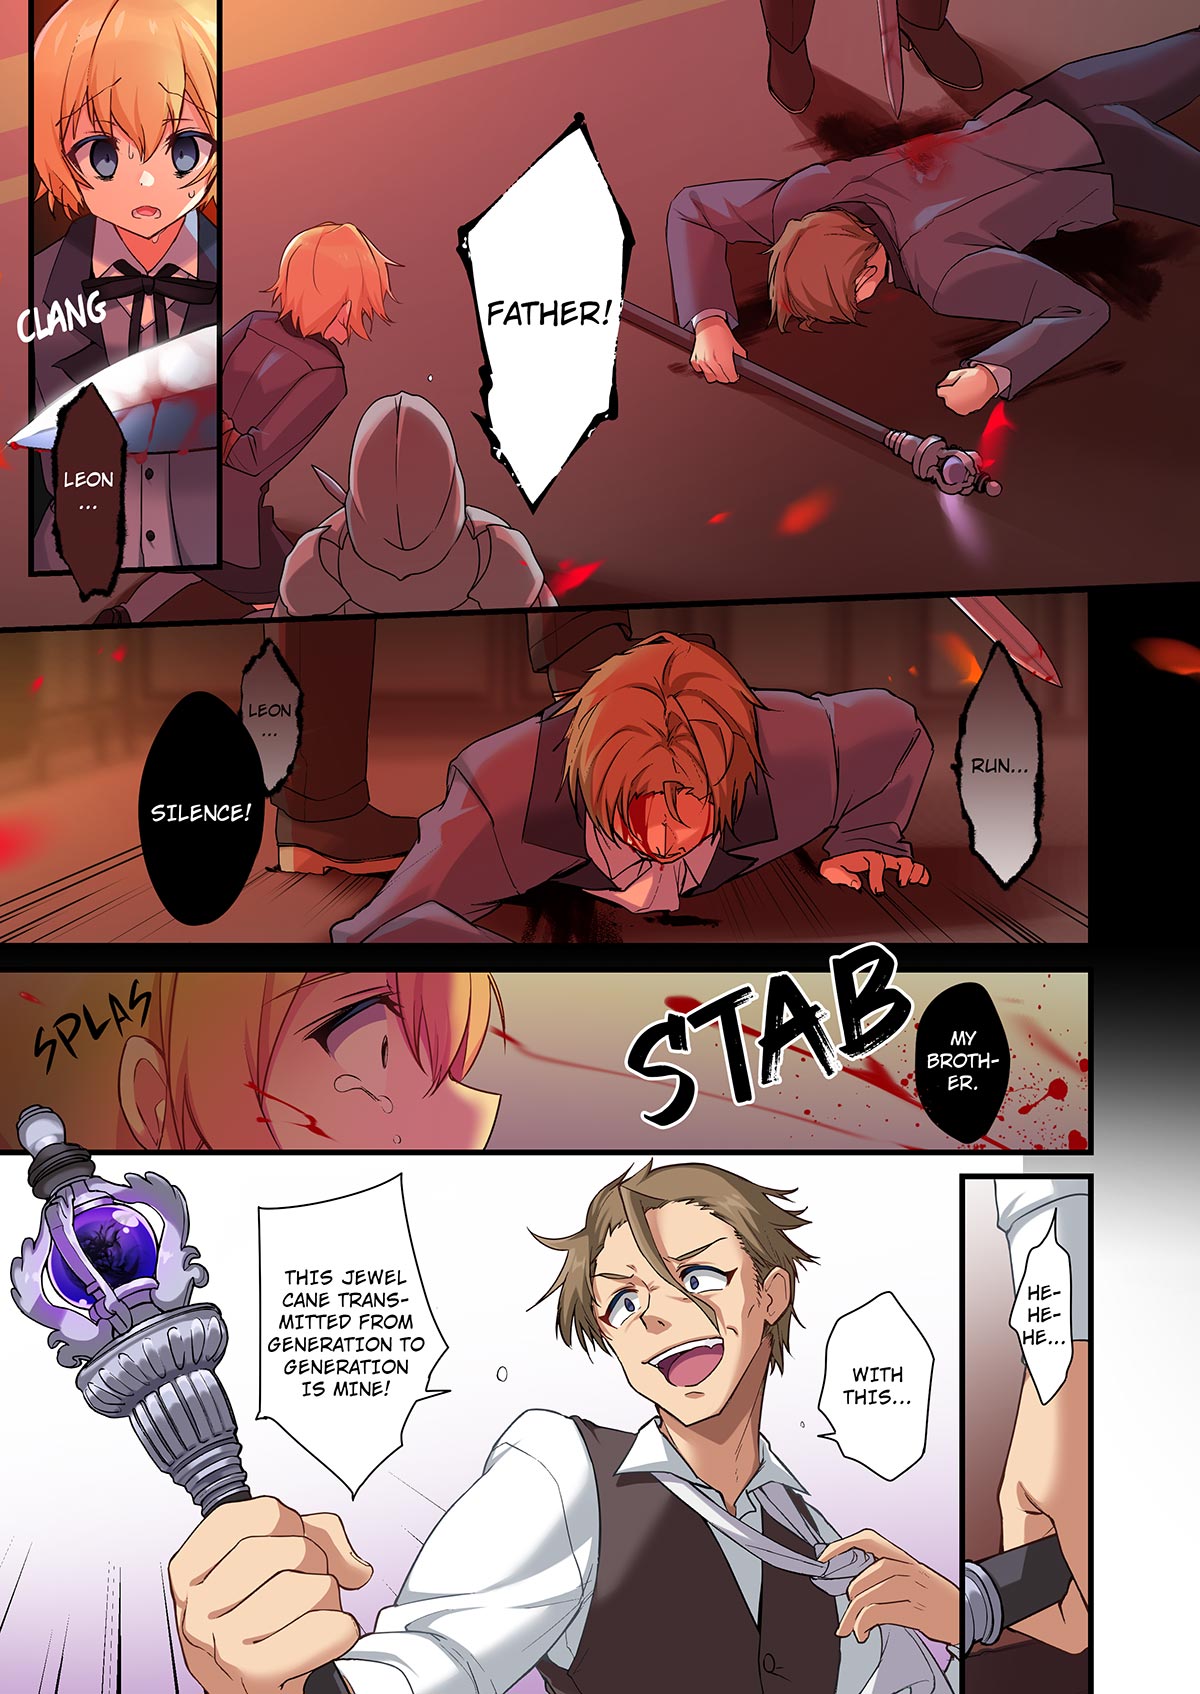 FATHER!
CLANG
LEON
...
RUN...
LEON
...
SILENCE!
MY
BROTH-
ER.
STAB
SPLAS
HE-
HE-
HE...
WITH
THIS...
THIS JEWEL
CANE TRANS-
MITTED FROM
GENERATION TO
GENERATION
IS MINE!